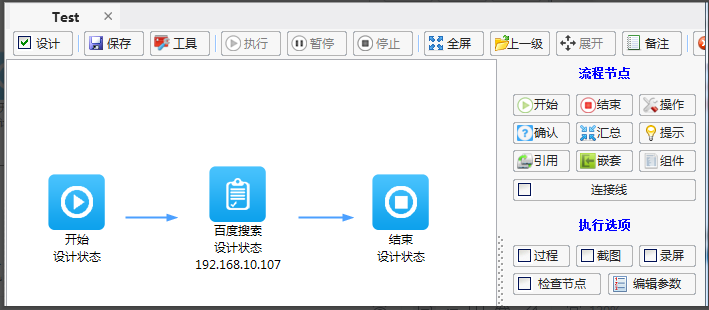 Test
设计 保存 工具 执行 暂停 停止 全屏 上一级 展开 备注
流程节点
开始 结束 操作
确认 汇总 提示
引用 嵌套 组件
连接线
执行选项
过程 截图 录屏
检查节点 编辑参数
开始
设计状态
百度搜索
设计状态
192.168.10.107
结束
设计状态